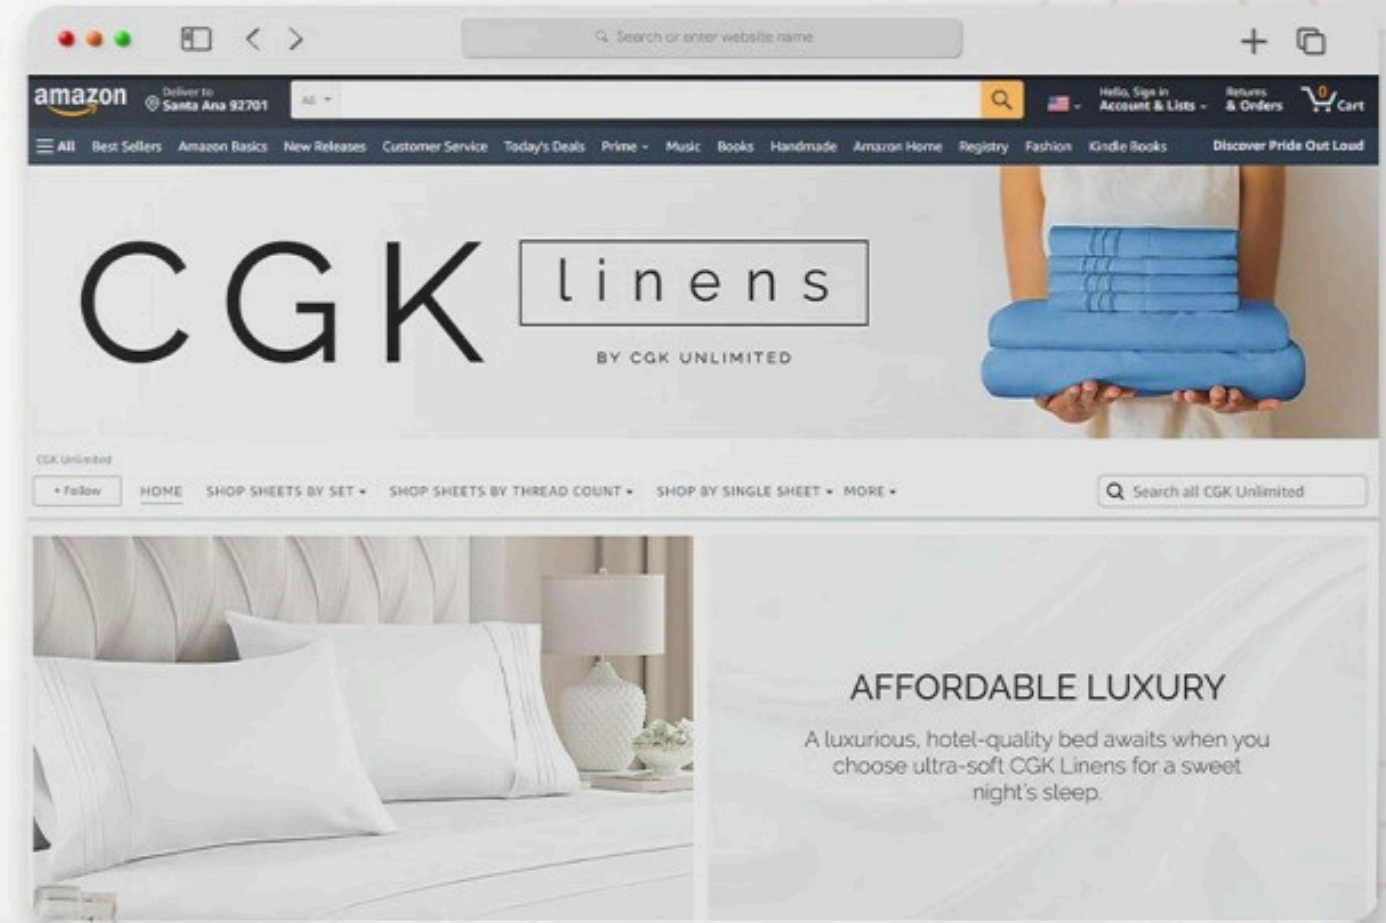 Search or enter website name
amazon
Deliver to
Santa Ana 92701
All
Hello, Sign in
Account & Lists
Returns
& Orders
0
Cart
All Best Sellers Amazon Basics New Releases Customer Service Today's Deals Prime Music Books Handmade Amazon Home Registry Fashion Kindle Books Discover Pride Out Loud
CGK linens
BY CGK UNLIMITED
CGK Unlimited
+ Follow HOME SHOP SHEETS BY SET SHOP SHEETS BY THREAD COUNT SHOP BY SINGLE SHEET MORE Search all CGK Unlimited
AFFORDABLE LUXURY
A luxurious, hotel-quality bed awaits when you
choose ultra-soft CGK Linens for a sweet
night's sleep.